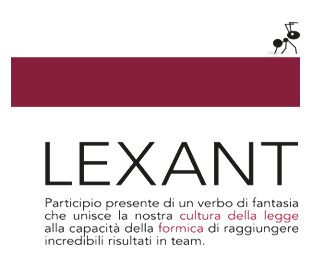 LEXANT
Participio presente di un verbo di fantasia
che unisce la nostra cultura della legge
alla capacità della formica di raggiungere
incredibili risultati in team.